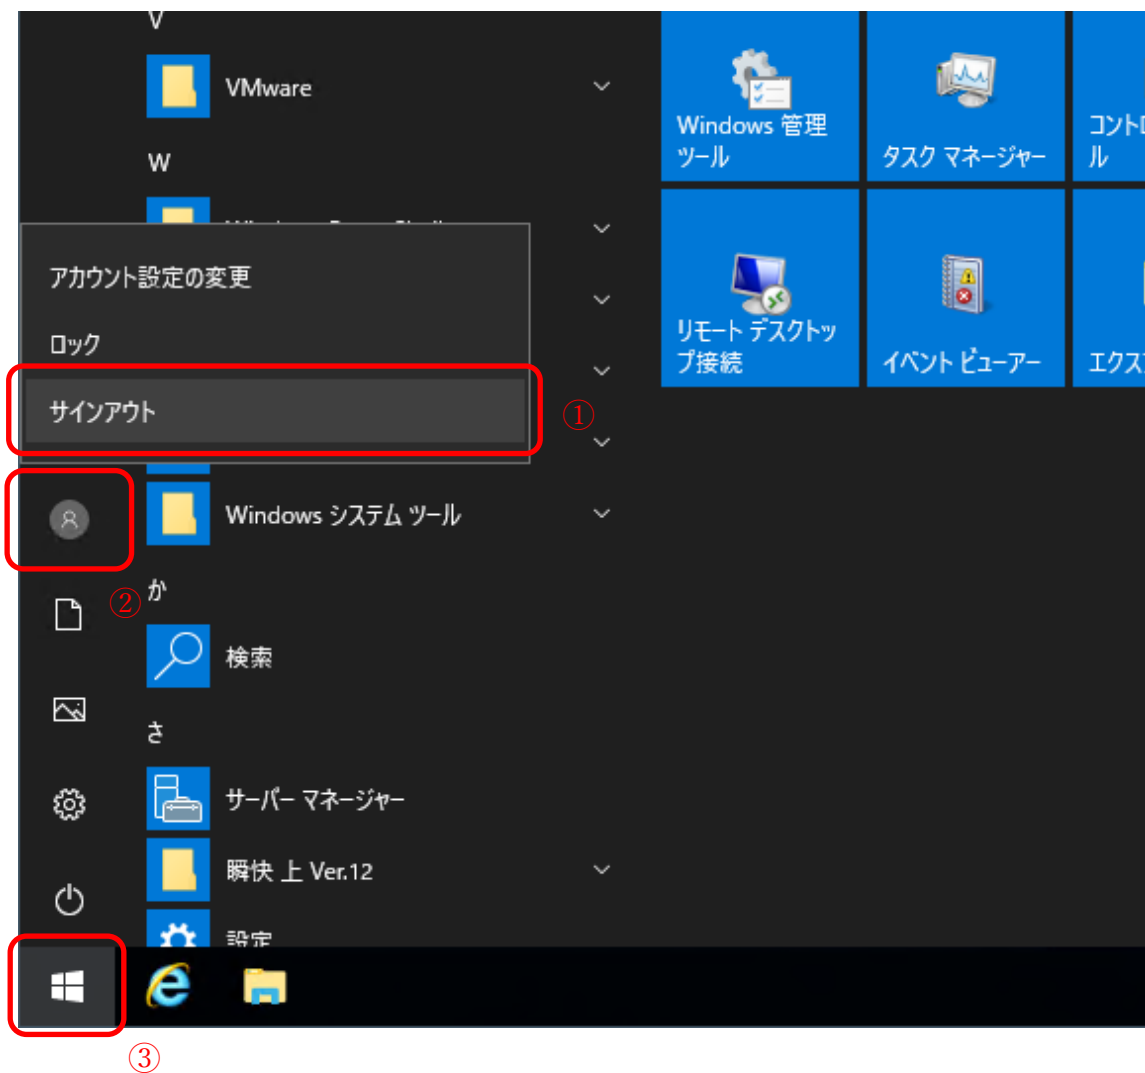 V
VMware
W
アカウント設定の変更
ロック
サインアウト
①
Windows システム ツール
②
か
検索
さ
サーバー マネージャー
瞬快 上 Ver.12
設定
③
Windows 管理
ツール
タスク マネージャー
ル
リモート デスクトッ
プ接続
イベント ビューアー
エクス